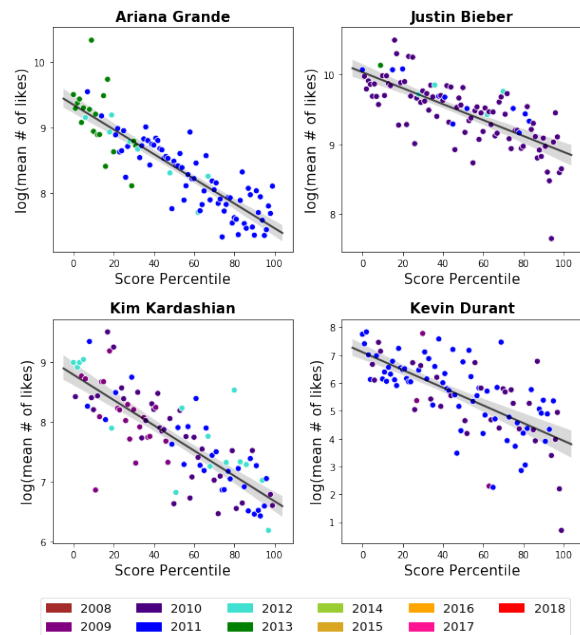 Ariana Grande
Justin Bieber
log(mean # of likes)
10
9
8
0 20 40 60 80 100
Score Percentile
log(mean # of likes)
10
9
8
0 20 40 60 80 100
Score Percentile
Kim Kardashian
Kevin Durant
log(mean # of likes)
9
8
7
6
0 20 40 60 80 100
Score Percentile
log(mean # of likes)
8
7
6
5
4
3
2
1
0 20 40 60 80 100
Score Percentile
2008 2010 2012 2014 2016 2018
2009 2011 2013 2015 2017